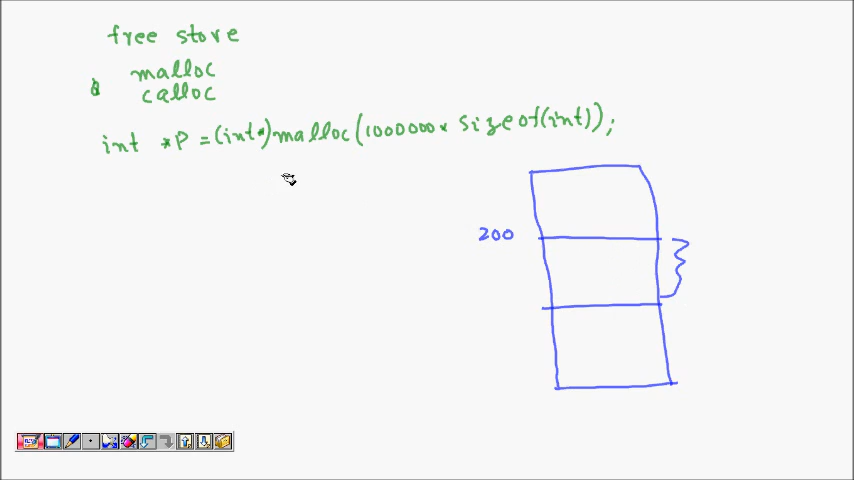 free store
malloc
calloc
int *P = (int*)malloc(1000000* sizeof(int));
200